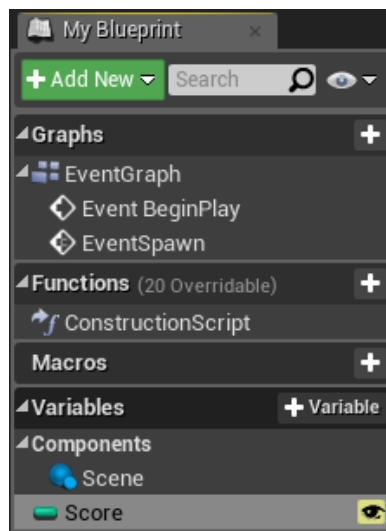 My Blueprint
Add New Search
Graphs
EventGraph
Event BeginPlay
EventSpawn
Functions (20 Overridable)
ConstructionScript
Macros
Variables + Variable
Components
Scene
Score